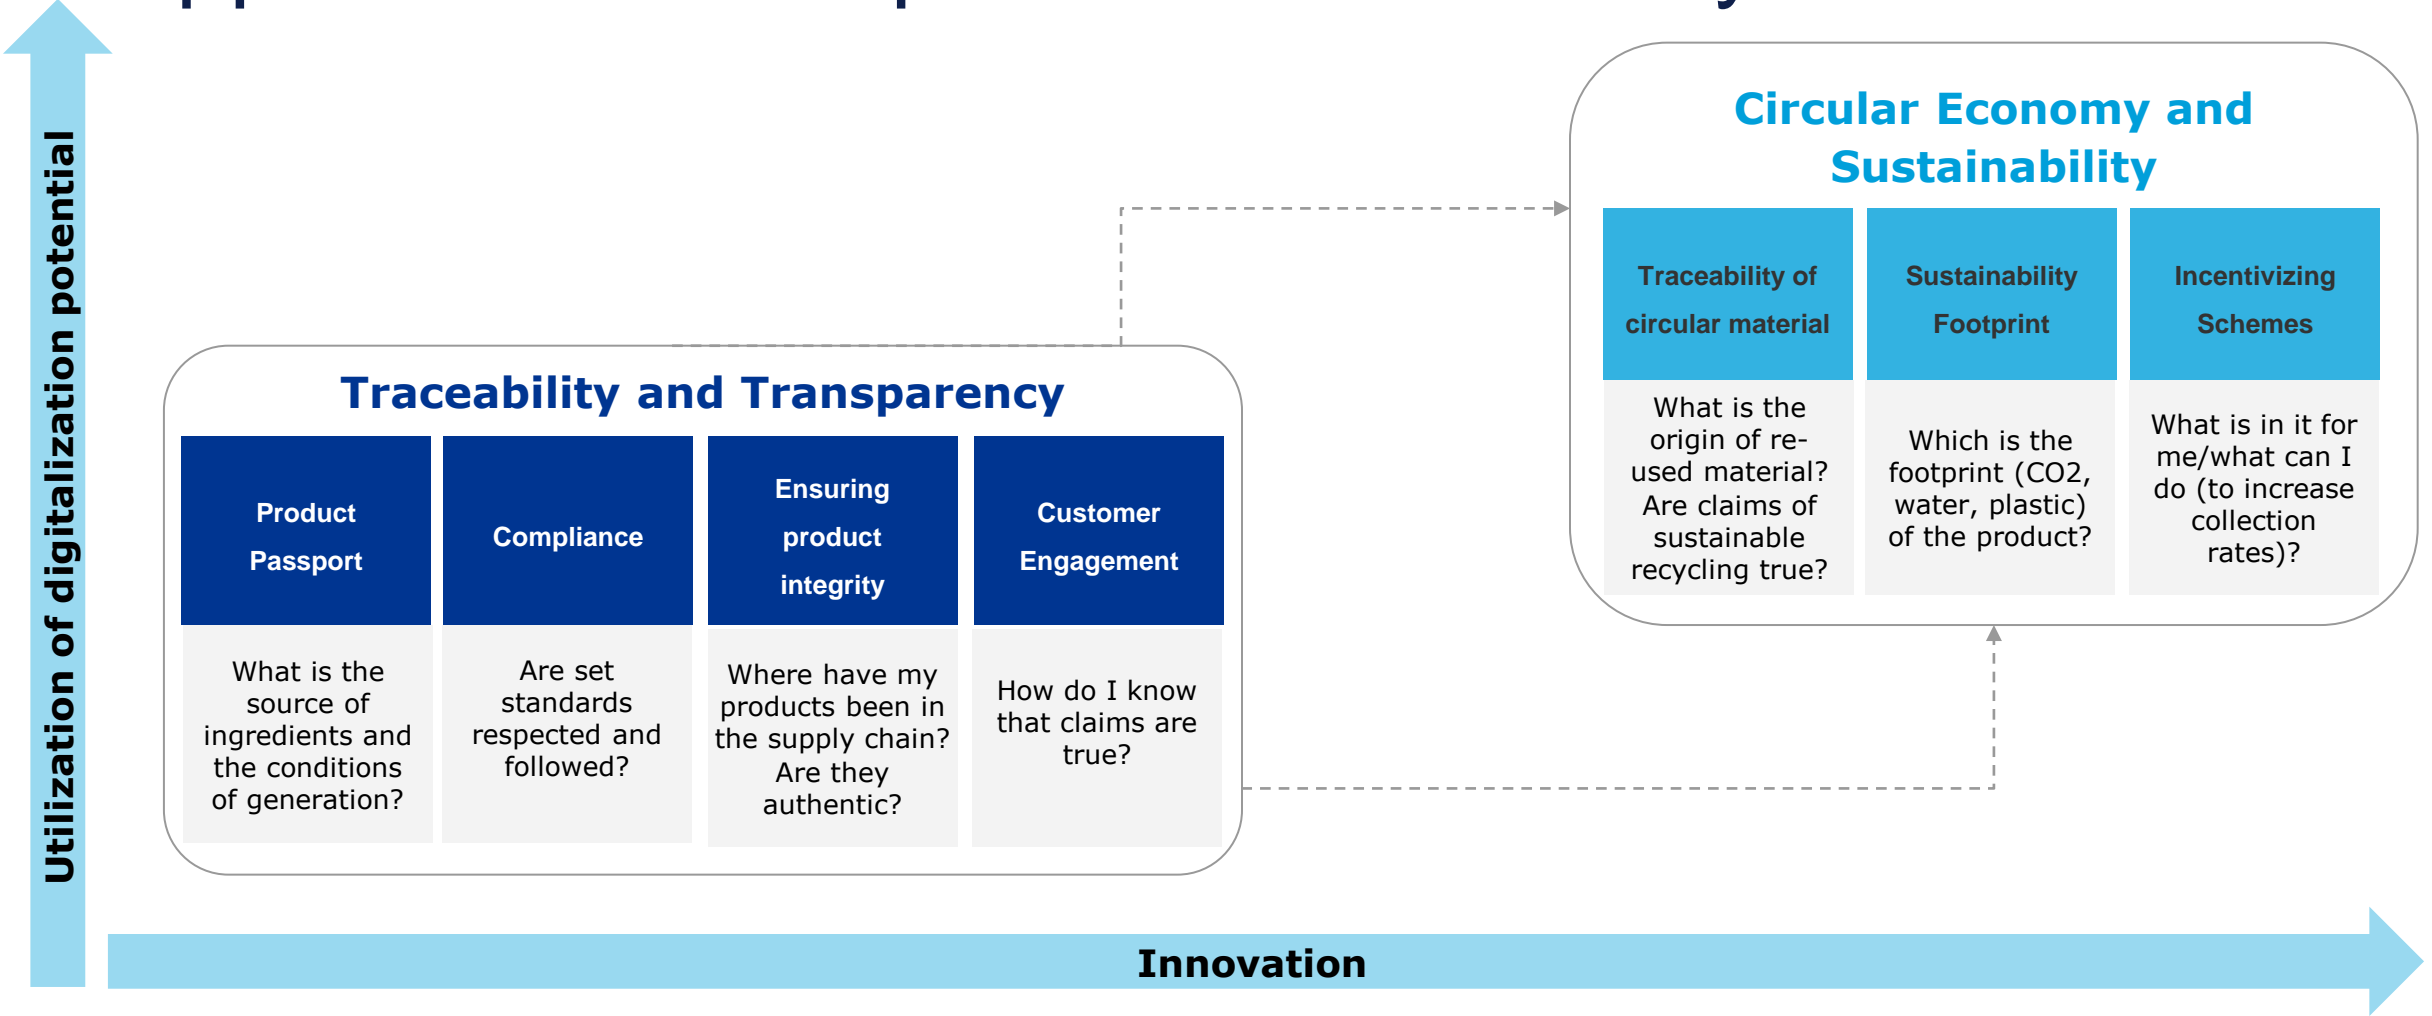 Utilization of digitalization potential
Circular Economy and
Sustainability
Traceability of
circular material
Sustainability
Footprint
Incentivizing
Schemes
What is the
origin of re-
used material?
Are claims of
sustainable
recycling true?
Which is the
footprint (CO2,
water, plastic)
of the product?
What is in it for
me/what can I
do (to increase
collection
rates)?
Traceability and Transparency
Product
Passport
Compliance
Ensuring
product
integrity
Customer
Engagement
What is the
source of
ingredients and
the conditions
of generation?
Are set
standards
respected and
followed?
Where have my
products been in
the supply chain?
Are they
authentic?
How do I know
that claims are
true?
Innovation